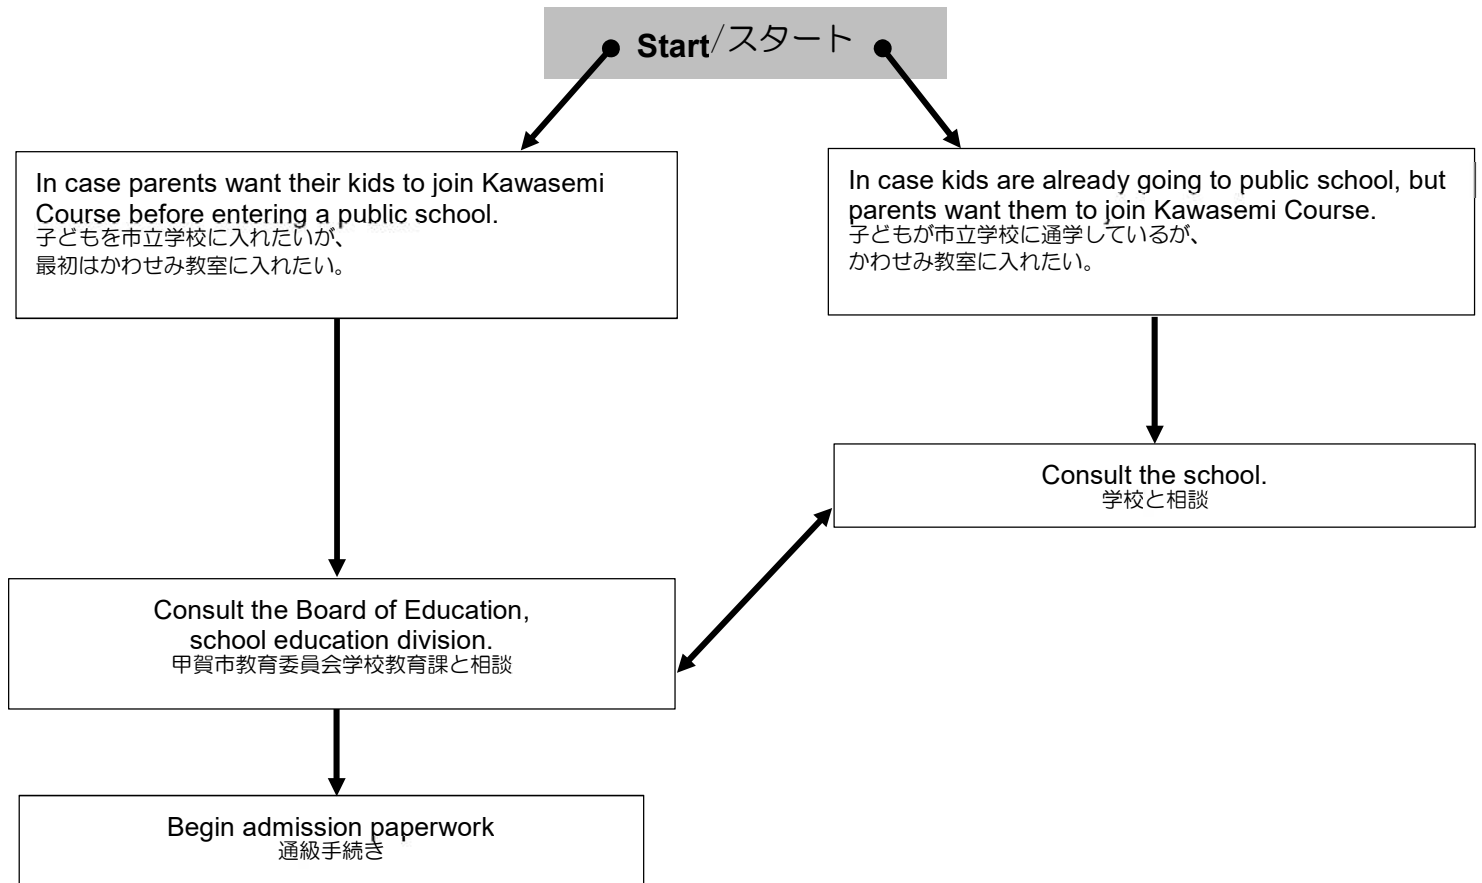 Start/スタート
In case parents want their kids to join Kawasemi
Course before entering a public school.
子どもを市立学校に入れたいが、
最初はかわせみ教室に入れたい。
In case kids are already going to public school, but
parents want them to join Kawasemi Course.
子どもが市立学校に通学しているが、
かわせみ教室に入れたい。
Consult the school.
学校と相談
Consult the Board of Education,
school education division.
甲賀市教育委員会学校教育課と相談
Begin admission paperwork
通級手続き